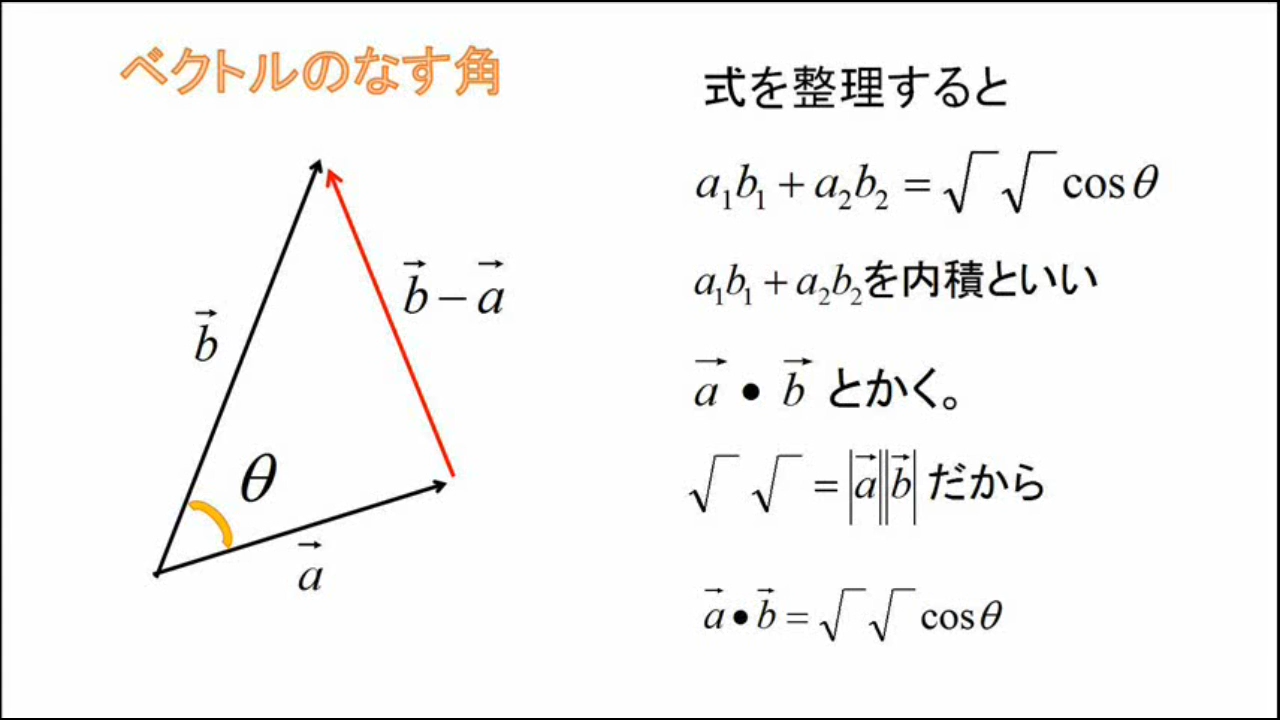 ベクトルのなす角
式を整理すると
a₁b₁ + a₂b₂ = √ √ cosθ
a₁b₁ + a₂b₂を内積といい
a⃗ • b⃗ とかく。
√ √ = |a⃗||b⃗| だから
a⃗ • b⃗ = √ √ cosθ
b⃗
b⃗ − a⃗
θ
a⃗